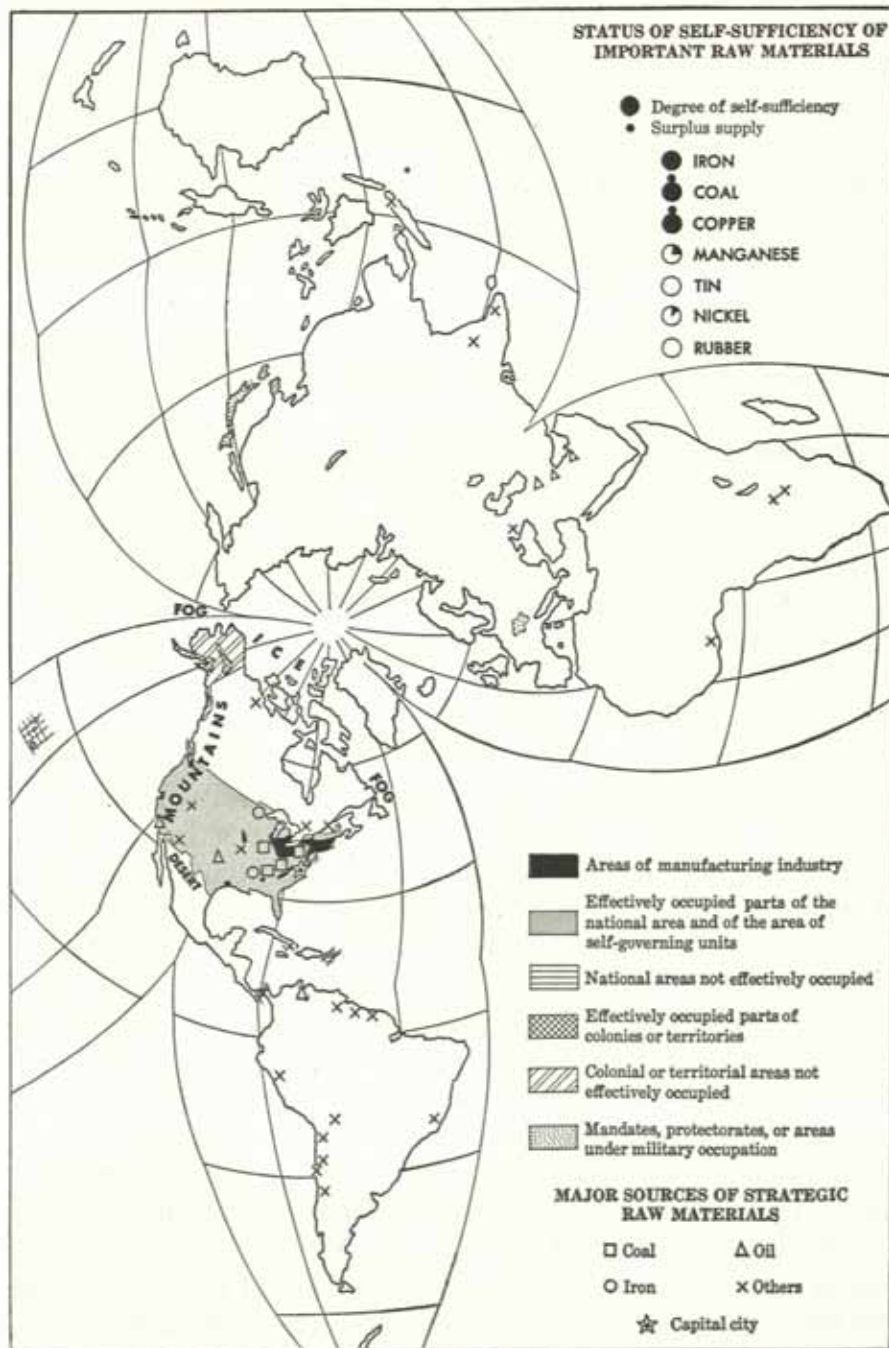 STATUS OF SELF-SUFFICIENCY OF
IMPORTANT RAW MATERIALS
Degree of self-sufficiency
Surplus supply
IRON
COAL
COPPER
MANGANESE
TIN
NICKEL
RUBBER
FOG
ICE
MOUNTAINS
FOG
DESERT
Areas of manufacturing industry
Effectively occupied parts of the
national area and of the area of
self-governing units
National areas not effectively occupied
Effectively occupied parts of
colonies or territories
Colonial or territorial areas not
effectively occupied
Mandates, protectorates, or areas
under military occupation
MAJOR SOURCES OF STRATEGIC
RAW MATERIALS
Coal
Oil
Iron
Others
Capital city